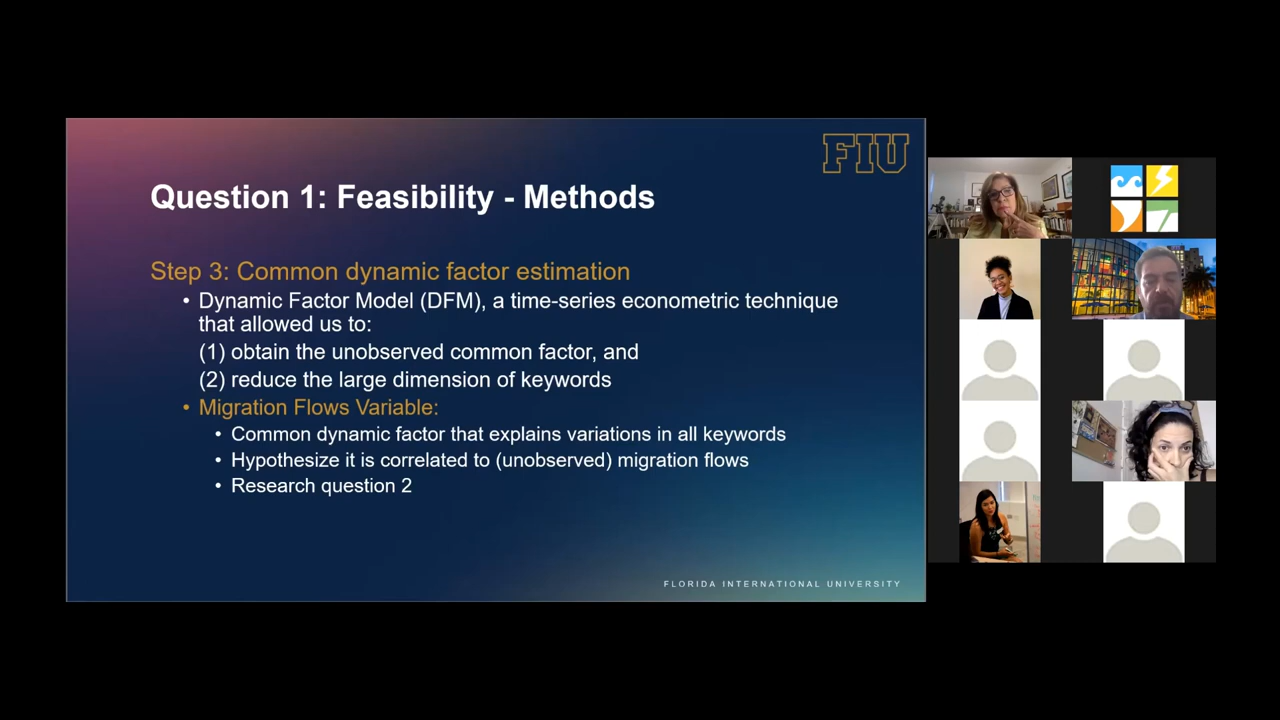 FIU
Question 1: Feasibility - Methods
Step 3: Common dynamic factor estimation
• Dynamic Factor Model (DFM), a time-series econometric technique
that allowed us to:
(1) obtain the unobserved common factor, and
(2) reduce the large dimension of keywords
• Migration Flows Variable:
• Common dynamic factor that explains variations in all keywords
• Hypothesize it is correlated to (unobserved) migration flows
• Research question 2
FLORIDA INTERNATIONAL UNIVERSITY